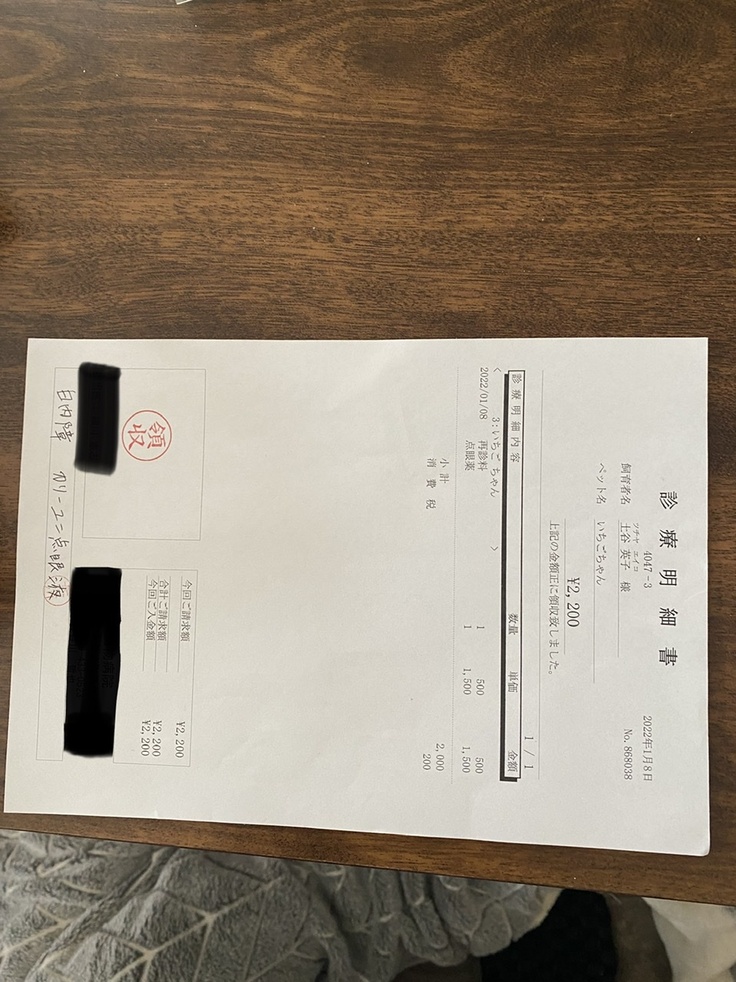 診療明細書
2022年1月8日
No. 868038
4047-3
ツチヤ エイコ
飼育者名 土谷 英子 様
ペット名 いちごちゃん
¥2,200
上記の金額正に領収致しました。
1 / 1
診療明細内容 数量 単価 金額
< 3:いちごちゃん >
2022/01/08 再診料 1 500 500
点眼薬 1 1,500 1,500
小計 2,000
消費税 200
領収
今回ご請求額 ¥2,200
合計ご請求額 ¥2,200
今回ご入金額 ¥2,200
白内障 カリーユニ点眼液